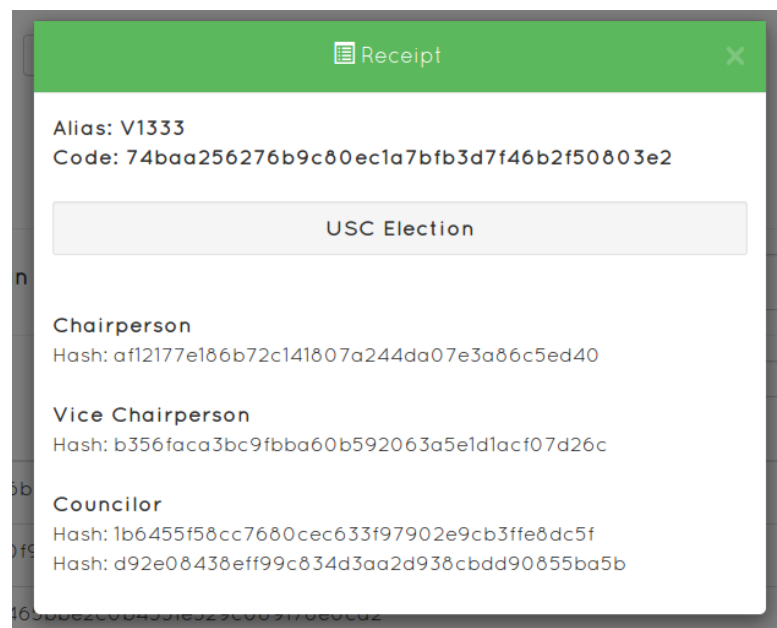 Receipt
Alias: V1333
Code: 74baa256276b9c80ec1a7bfb3d7f46b2f50803e2
USC Election
n
Chairperson
Hash: af12177e186b72c141807a244da07e3a86c5ed40
Vice Chairperson
Hash: b356faca3bc9fbba60b592063a5e1d1acf07d26c
Councilor
Hash: 1b6455f58cc7680cec633f97902e9cb3ffe8dc5f
Hash: d92e08438eff99c834d3aa2d938cbdd90855ba5b